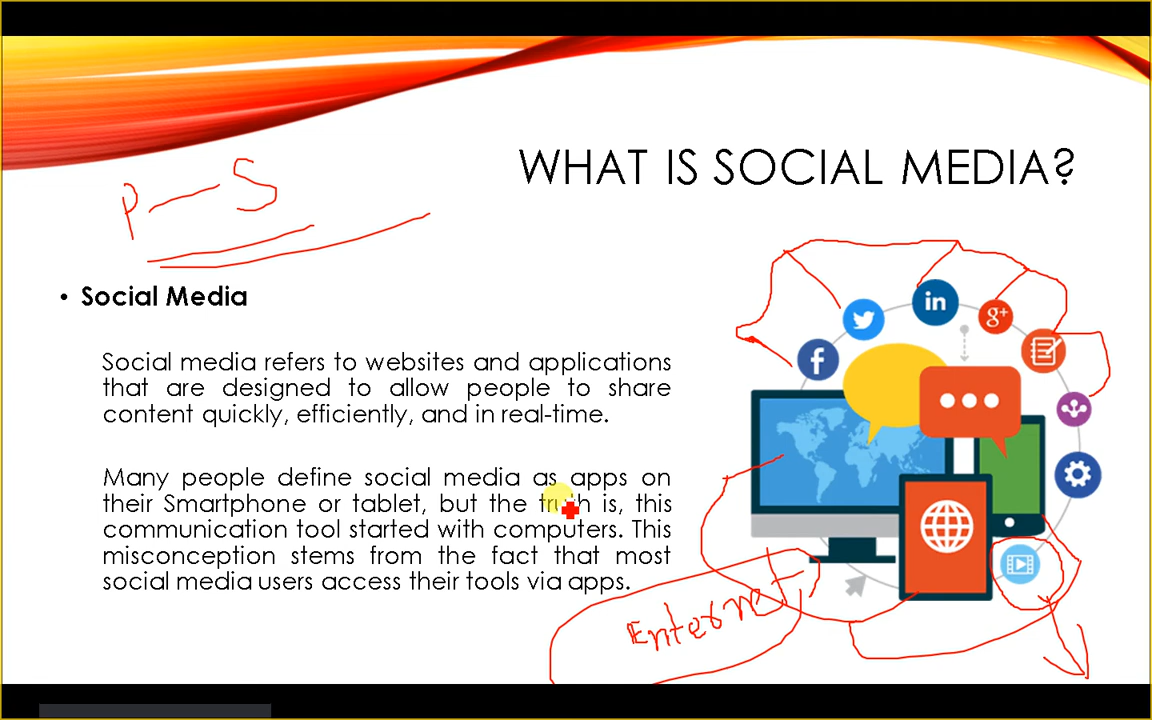 WHAT IS SOCIAL MEDIA?
P — S
• Social Media
Social media refers to websites and applications
that are designed to allow people to share
content quickly, efficiently, and in real-time.
Many people define social media as apps on
their Smartphone or tablet, but the truth is, this
communication tool started with computers. This
misconception stems from the fact that most
social media users access their tools via apps.
in
g+
f
Enternet